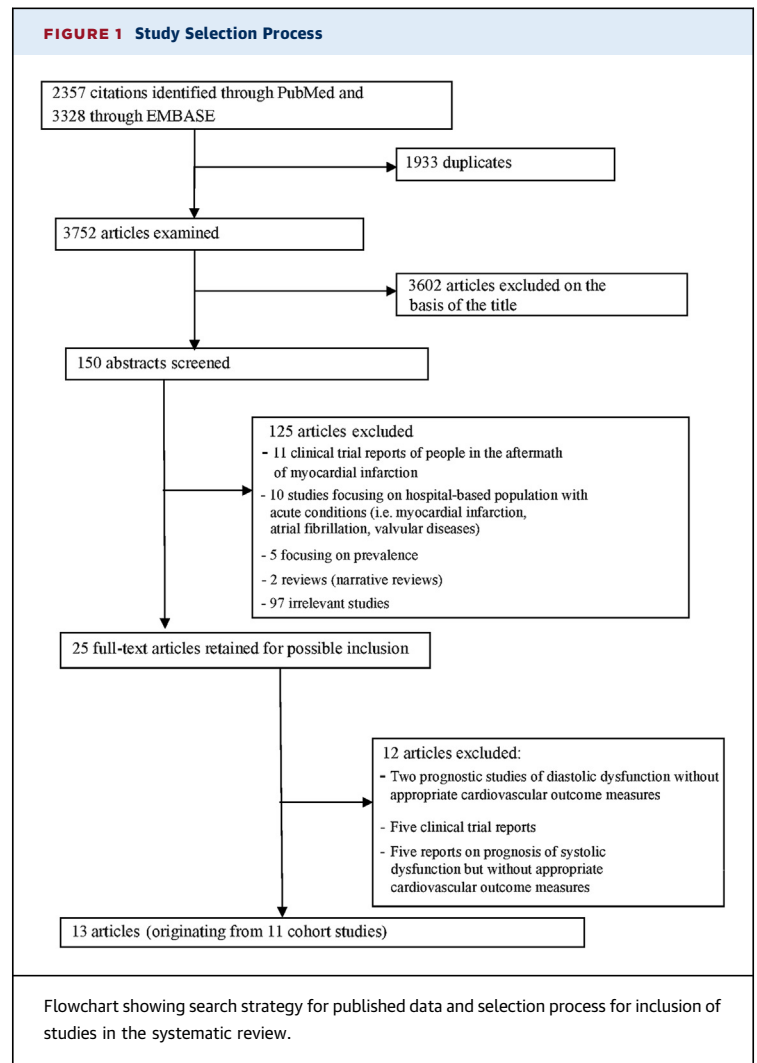 FIGURE 1 Study Selection Process
2357 citations identified through PubMed and
3328 through EMBASE
1933 duplicates
3752 articles examined
3602 articles excluded on the
basis of the title
150 abstracts screened
125 articles excluded
- 11 clinical trial reports of people in the aftermath
of myocardial infarction
- 10 studies focusing on hospital-based population with
acute conditions (i.e. myocardial infarction,
atrial fibrillation, valvular diseases)
- 5 focusing on prevalence
- 2 reviews (narrative reviews)
- 97 irrelevant studies
25 full-text articles retained for possible inclusion
12 articles excluded:
- Two prognostic studies of diastolic dysfunction without
appropriate cardiovascular outcome measures
- Five clinical trial reports
- Five reports on prognosis of systolic
dysfunction but without appropriate
cardiovascular outcome measures
13 articles (originating from 11 cohort studies)
Flowchart showing search strategy for published data and selection process for inclusion of
studies in the systematic review.